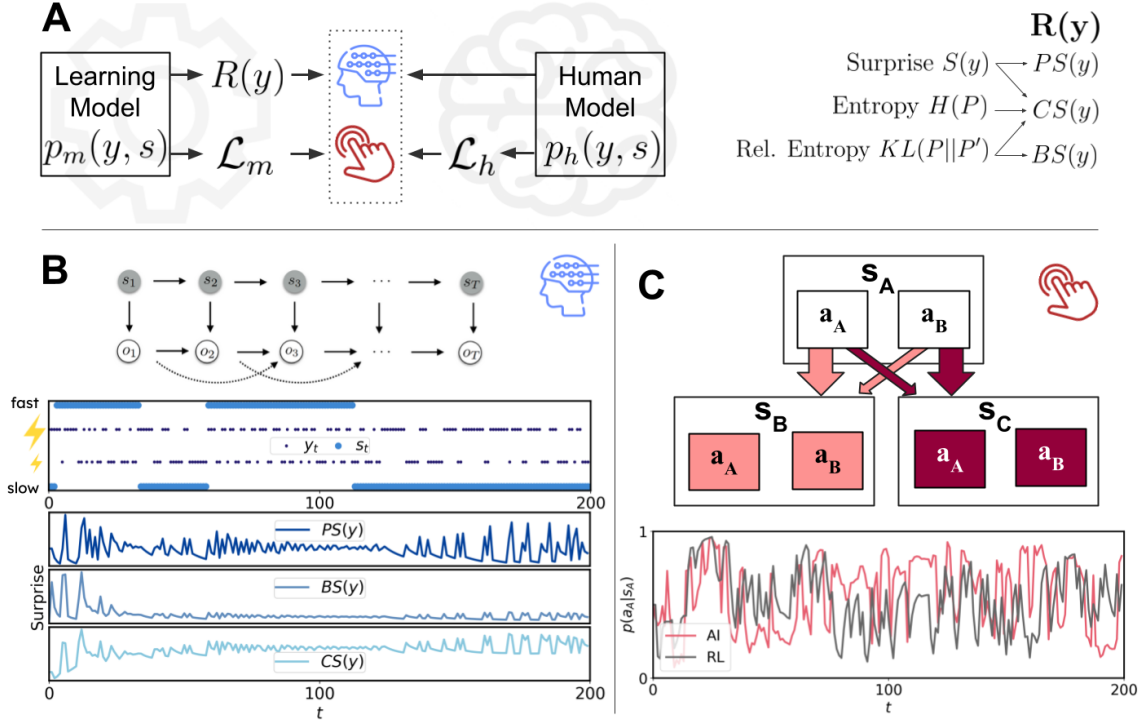 A
Learning
Model
p_m(y, s)
R(y)
ℒ_m
ℒ_h
Human
Model
p_h(y, s)
R(y)
Surprise S(y)
PS(y)
Entropy H(P)
CS(y)
Rel. Entropy KL(P||P′)
BS(y)
B
s_1
s_2
s_3
...
s_T
o_1
o_2
o_3
...
o_T
fast
y_t
s_t
slow
0
100
200
PS(y)
BS(y)
CS(y)
Surprise
0
100
200
t
C
S_A
a_A
a_B
S_B
a_A
a_B
S_C
a_A
a_B
1
p(a_A|s_A)
AI
RL
0
0
100
200
t